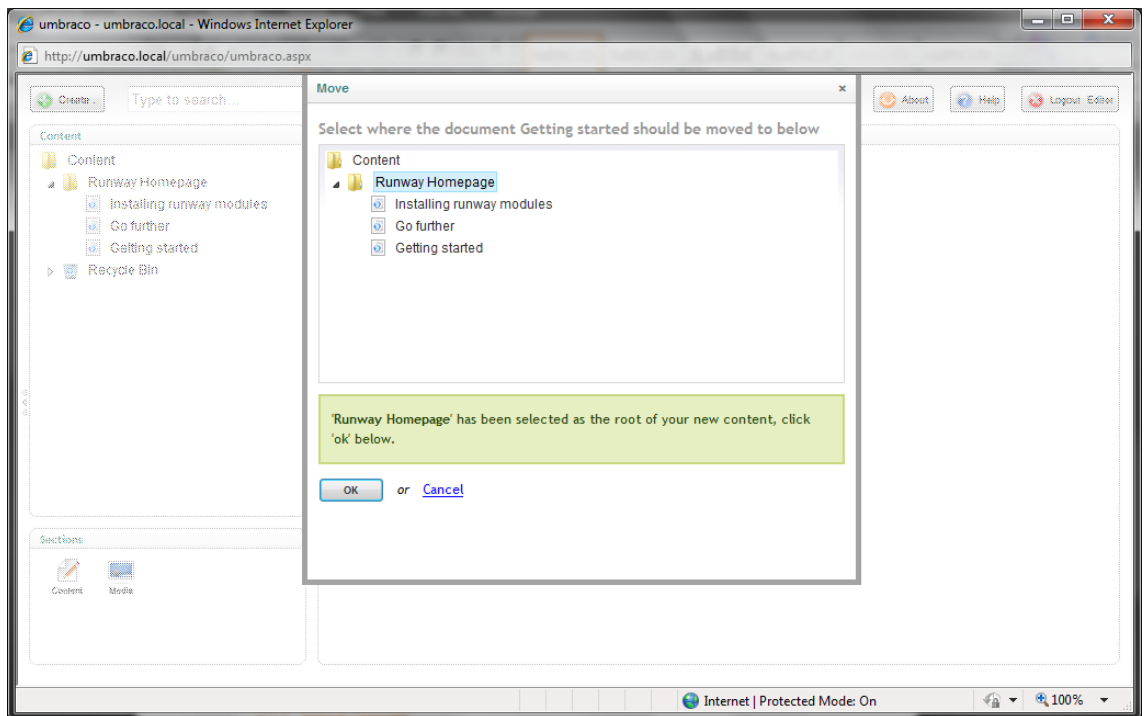 umbraco - umbraco.local - Windows Internet Explorer
http://umbraco.local/umbraco/umbraco.aspx
Create .
Type to search...
Move
About
Help
Logout Editor
Content
Content
Runway Homepage
Installing runway modules
Go further
Getting started
Recycle Bin
Select where the document Getting started should be moved to below
Content
Runway Homepage
Installing runway modules
Go further
Getting started
'Runway Homepage' has been selected as the root of your new content, click
'ok' below.
OK or Cancel
Sections
Content Media
Internet | Protected Mode: On
100%